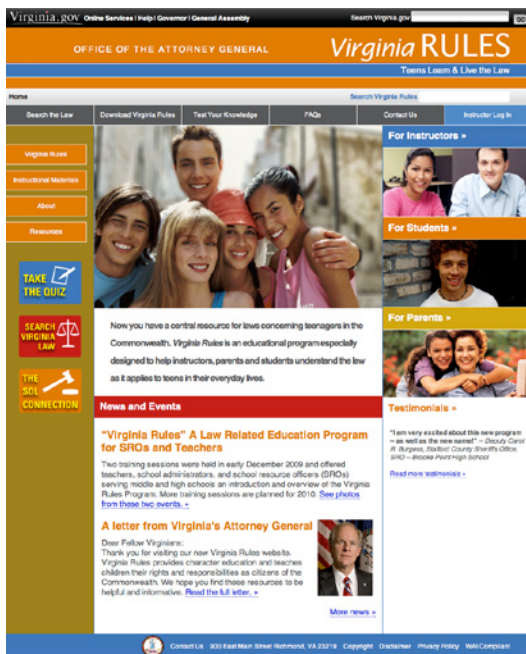 Virginia.gov Online Services | Help | Governor | General Assembly
Search Virginia.gov
GO
OFFICE OF THE ATTORNEY GENERAL
Virginia RULES
Teens Learn & Live the Law
Home
Search Virginia Rules
Search the Law
Download Virginia Rules
Test Your Knowledge
FAQs
Contact Us
Instructor Log In
Virginia Rules
Instructional Materials
About
Resources
TAKE
THE QUIZ
SEARCH
VIRGINIA
LAW
THE
SOL
CONNECTION
Now you have a central resource for laws concerning teenagers in the
Commonwealth. Virginia Rules is an educational program especially
designed to help instructors, parents and students understand the law
as it applies to teens in their everyday lives.
News and Events
"Virginia Rules" A Law Related Education Program
for SROs and Teachers
Two training sessions were held in early December 2009 and offered
teachers, school administrators, and school resource officers (SROs)
serving middle and high schools an introduction and overview of the Virginia
Rules Program. More training sessions are planned for 2010. See photos
from these two events. »
A letter from Virginia's Attorney General
Dear Fellow Virginians:
Thank you for visiting our new Virginia Rules website.
Virginia Rules provides character education and teaches
children their rights and responsibilities as citizens of the
Commonwealth. We hope you find these resources to be
helpful and informative. Read the full letter. »
More news »
For Instructors »
For Students »
For Parents »
Testimonials »
"I am very excited about this new program
– as well as the new name!" – Deputy Carol
R. Burgess, Stafford County Sheriffs Office,
SRO – Brooke Point High School
Read more testimonials »
Contact Us 900 East Main Street Richmond, VA 23219 Copyright Disclaimer Privacy Policy WAI Compliant